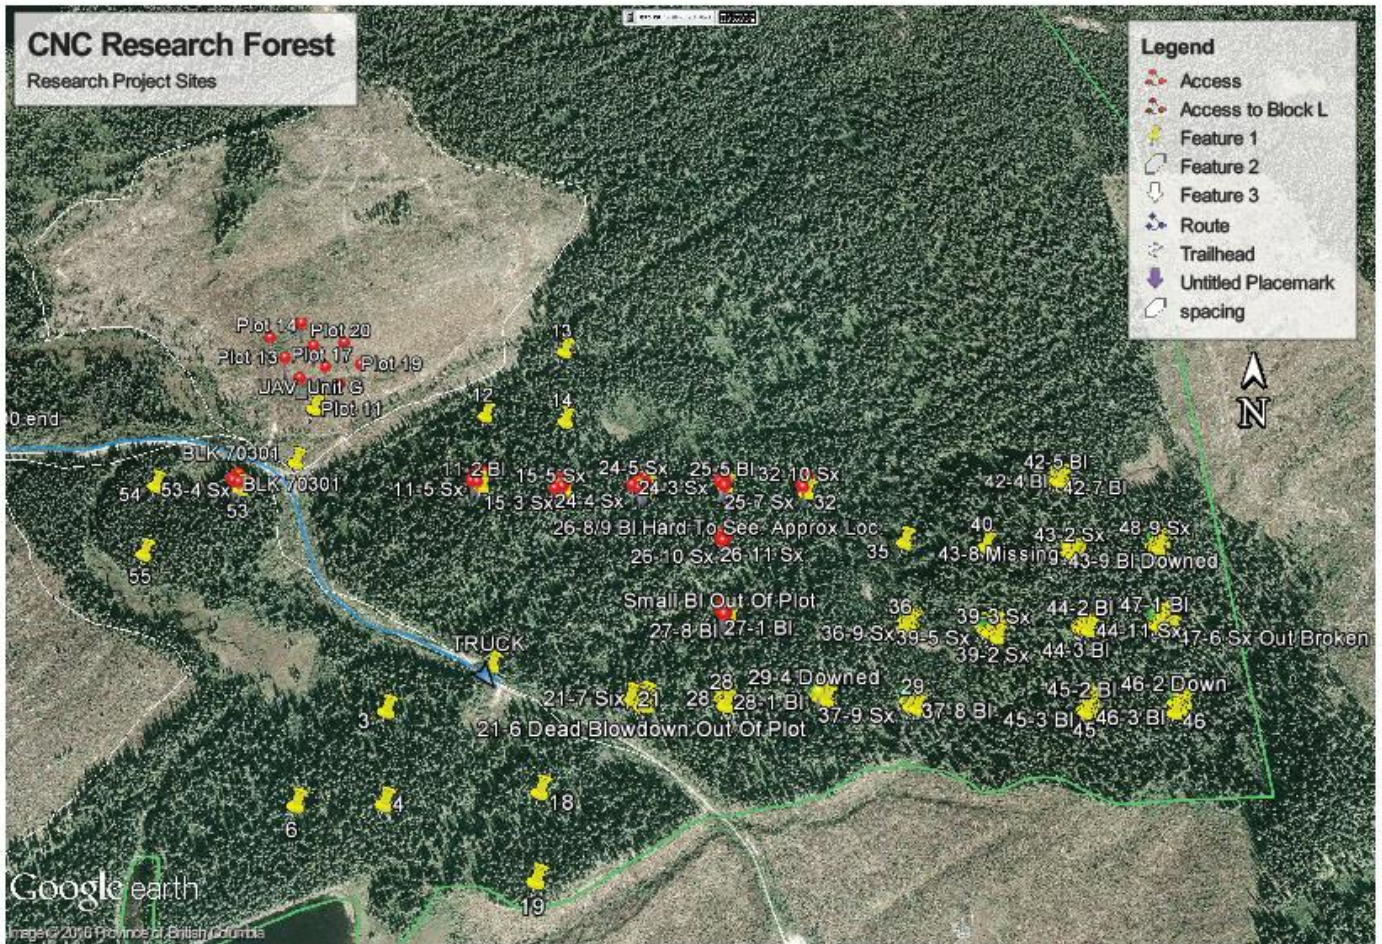 CNC Research Forest
Research Project Sites
Legend
Access
Access to Block L
Feature 1
Feature 2
Feature 3
Route
Trailhead
Untitled Placemark
spacing
N
Plot 14
Plot 20
Plot 13
Plot 17
Plot 19
UAV Unit G
Plot 11
0 end
13
12
14
BLK 70301
BLK 70301
54
53-4 Sx
53
55
11-2 Bl
11-5 Sx
15-5 Sx
15-3 Sx
24-5 Sx
24-3 Sx
24-4 Sx
25-5 Bl
25-7 Sx
32-10 Sx
32
26-8/9 Bl Hard To See Approx Loc
26-10 Sx
26-11 Sx
35
40
42-5 Bl
42-4 Bl
42-7 Bl
43-2 Sx
43-8 Missing
43-9 Bl Downed
48-9 Sx
Small Bl Out Of Plot
27-8 Bl
27-1 Bl
36
36-9 Sx
39-3 Sx
39-5 Sx
39-2 Sx
44-2 Bl
44-11 Sx
44-3 Bl
47-1 Bl
47-6 Sx Out Broken
TRUCK
3
21-7 Six
21
21-6 Dead Blowdown Out Of Plot
28
28
28-1 Bl
29-4 Downed
29
37-9 Sx
37-8 Bl
45-2 Bl
45-3 Bl
45
46-2 Down
46-3 Bl
46
6
4
18
19
Google earth
Image © 2016 Province of British Columbia